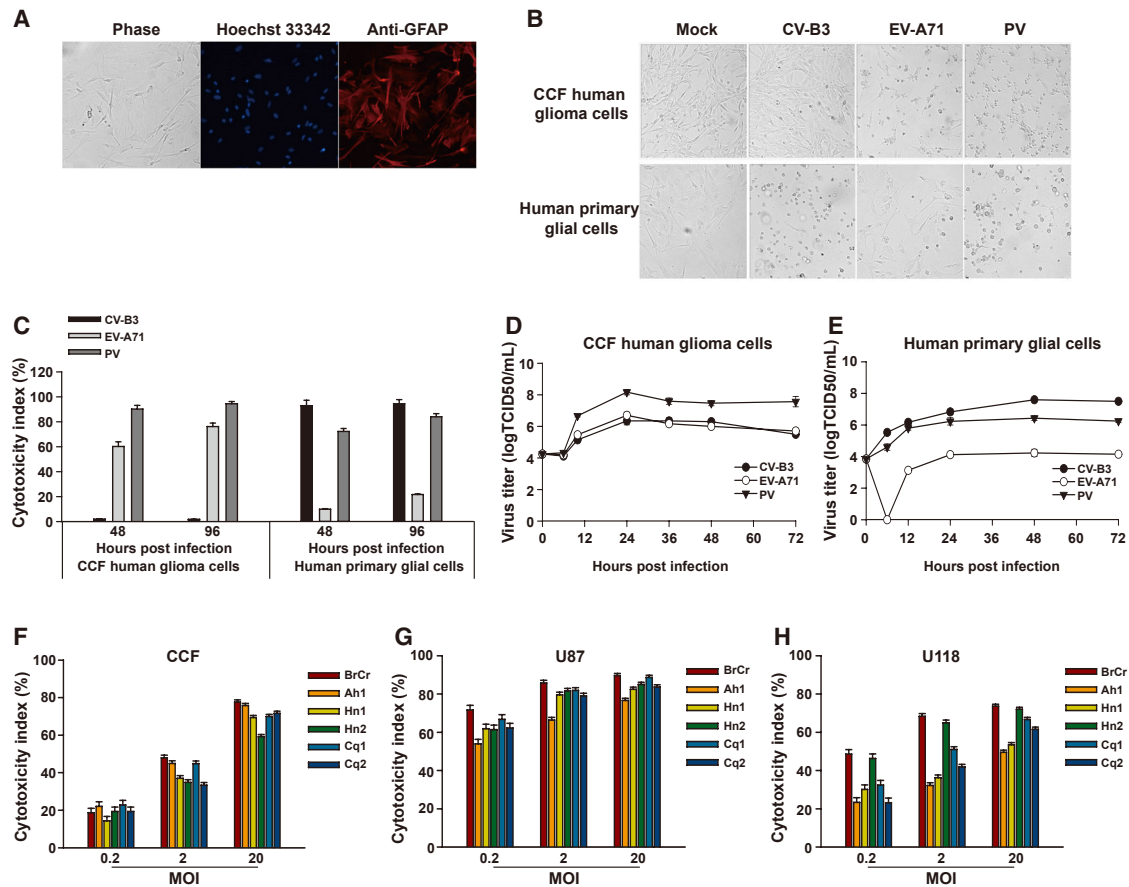 A
Phase Hoechst 33342 Anti-GFAP
B
Mock CV-B3 EV-A71 PV
CCF human
glioma cells
Human primary
glial cells
C
CV-B3
EV-A71
PV
Cytotoxicity index (%)
120
100
80
60
40
20
0
48 96 48 96
Hours post infection Hours post infection
CCF human glioma cells Human primary glial cells
D
CCF human glioma cells
Virus titer (logTCID50/mL)
10
8
6
4
2
0
CV-B3
EV-A71
PV
0 12 24 36 48 60 72
Hours post infection
E
Human primary glial cells
Virus titer (logTCID50/mL)
10
8
6
4
2
0
CV-B3
EV-A71
PV
0 12 24 36 48 60 72
Hours post infection
F
CCF
Cytotoxicity index (%)
100
80
60
40
20
0
BrCr
Ah1
Hn1
Hn2
Cq1
Cq2
0.2 2 20
MOI
G
U87
Cytotoxicity index (%)
100
80
60
40
20
0
BrCr
Ah1
Hn1
Hn2
Cq1
Cq2
0.2 2 20
MOI
H
U118
Cytotoxicity index (%)
100
80
60
40
20
0
BrCr
Ah1
Hn1
Hn2
Cq1
Cq2
0.2 2 20
MOI